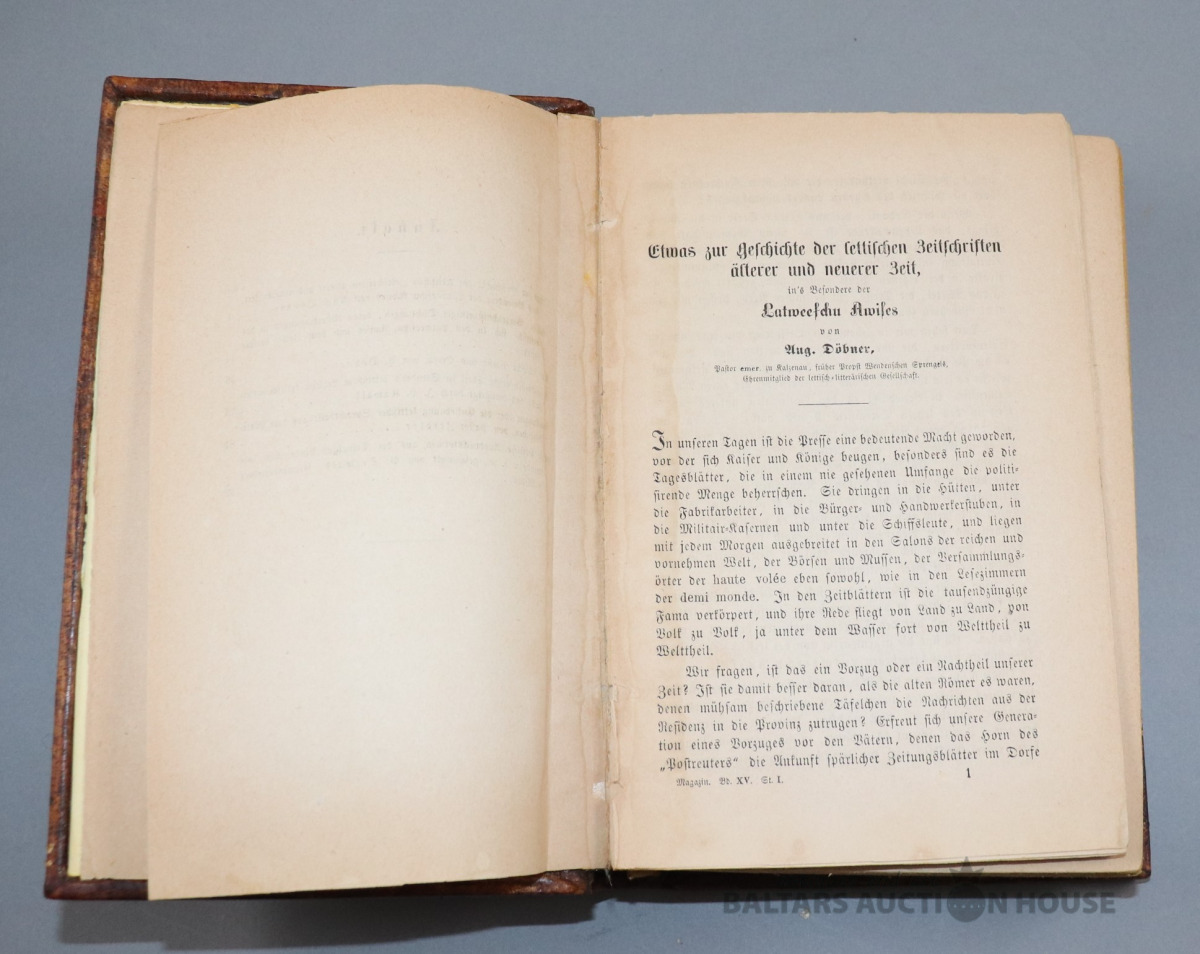 Etwas zur Geschichte der lettischen Zeitschriften
älterer und neuerer Zeit,
in's Besondere der
Latweeschu Awises
von
Aug. Döbner,
Pastor emer. in Kalzenau, früher Propst Wendenschen Sprengels,
Ehrenmitglied der lettisch-litterärischen Gesellschaft.
In unseren Tagen ist die Presse eine bedeutende Macht geworden,
vor der sich Kaiser und Könige beugen, besonders sind es die
Tagesblätter, die in einem nie gesehenen Umfange die politi-
sirende Menge beherrschen. Sie dringen in die Hütten, unter
die Fabrikarbeiter, in die Bürger- und Handwerkerstuben, in
die Militair-Kasernen und unter die Schiffsleute, und liegen
mit jedem Morgen ausgebreitet in den Salons der reichen und
vornehmen Welt, der Börsen und Mussen, der Versammlungs-
örter der haute volée eben sowohl, wie in den Lesezimmern
der demi monde. In den Zeitblättern ist die tausendzüngige
Fama verkörpert, und ihre Rede fliegt von Land zu Land, von
Volk zu Volk, ja unter dem Wasser fort von Welttheil zu
Welttheil.
Wir fragen, ist das ein Vorzug oder ein Nachtheil unserer
Zeit? Ist sie damit besser daran, als die alten Römer es waren,
denen mühsam beschriebene Täfelchen die Nachrichten aus der
Residenz in die Provinz zutrugen? Erfreut sich unsere Genera-
tion eines Vorzuges vor den Vätern, denen das Horn des
„Postreuters“ die Ankunft spärlicher Zeitungsblätter im Dorfe
Magazin. Bd. XV. St. I. 1
BALTARS AUCTION HOUSE